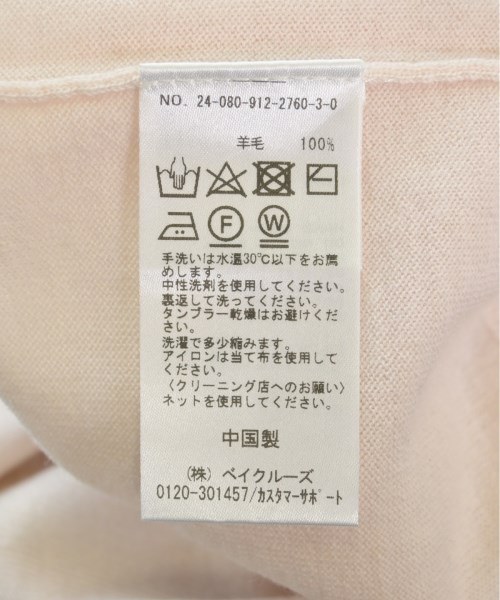 NO. 24-080-912-2760-3-0
羊毛 100%
F W
手洗いは水温30℃以下をお薦
めします。
中性洗剤を使用してください。
裏返して洗ってください。
タンブラー乾燥はお避けくださ
い。
洗濯で多少縮みます。
アイロンは当て布を使用して
ください。
〈クリーニング店へのお願い〉
ネットを使用してください。
中国製
(株) ベイクルーズ
0120-301457/カスタマーサポート